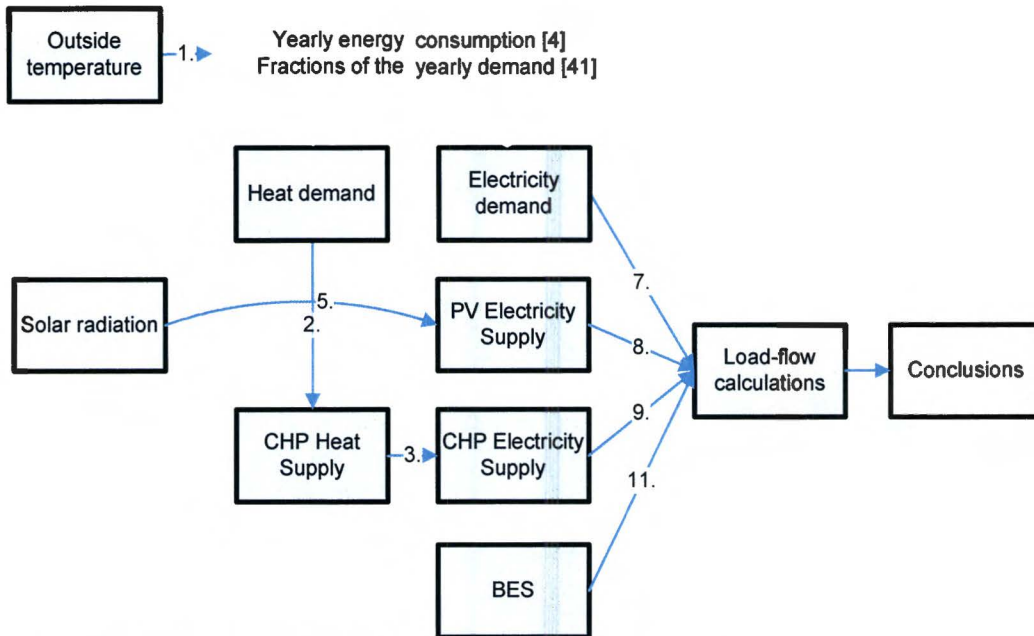 Outside
temperature
1.
Yearly energy consumption [4]
Fractions of the yearly demand [41]
Heat demand
Electricity
demand
7.
Solar radiation
5.
2.
PV Electricity
Supply
8.
Load-flow
calculations
Conclusions
CHP Heat
Supply
3.
CHP Electricity
Supply
9.
11.
BES